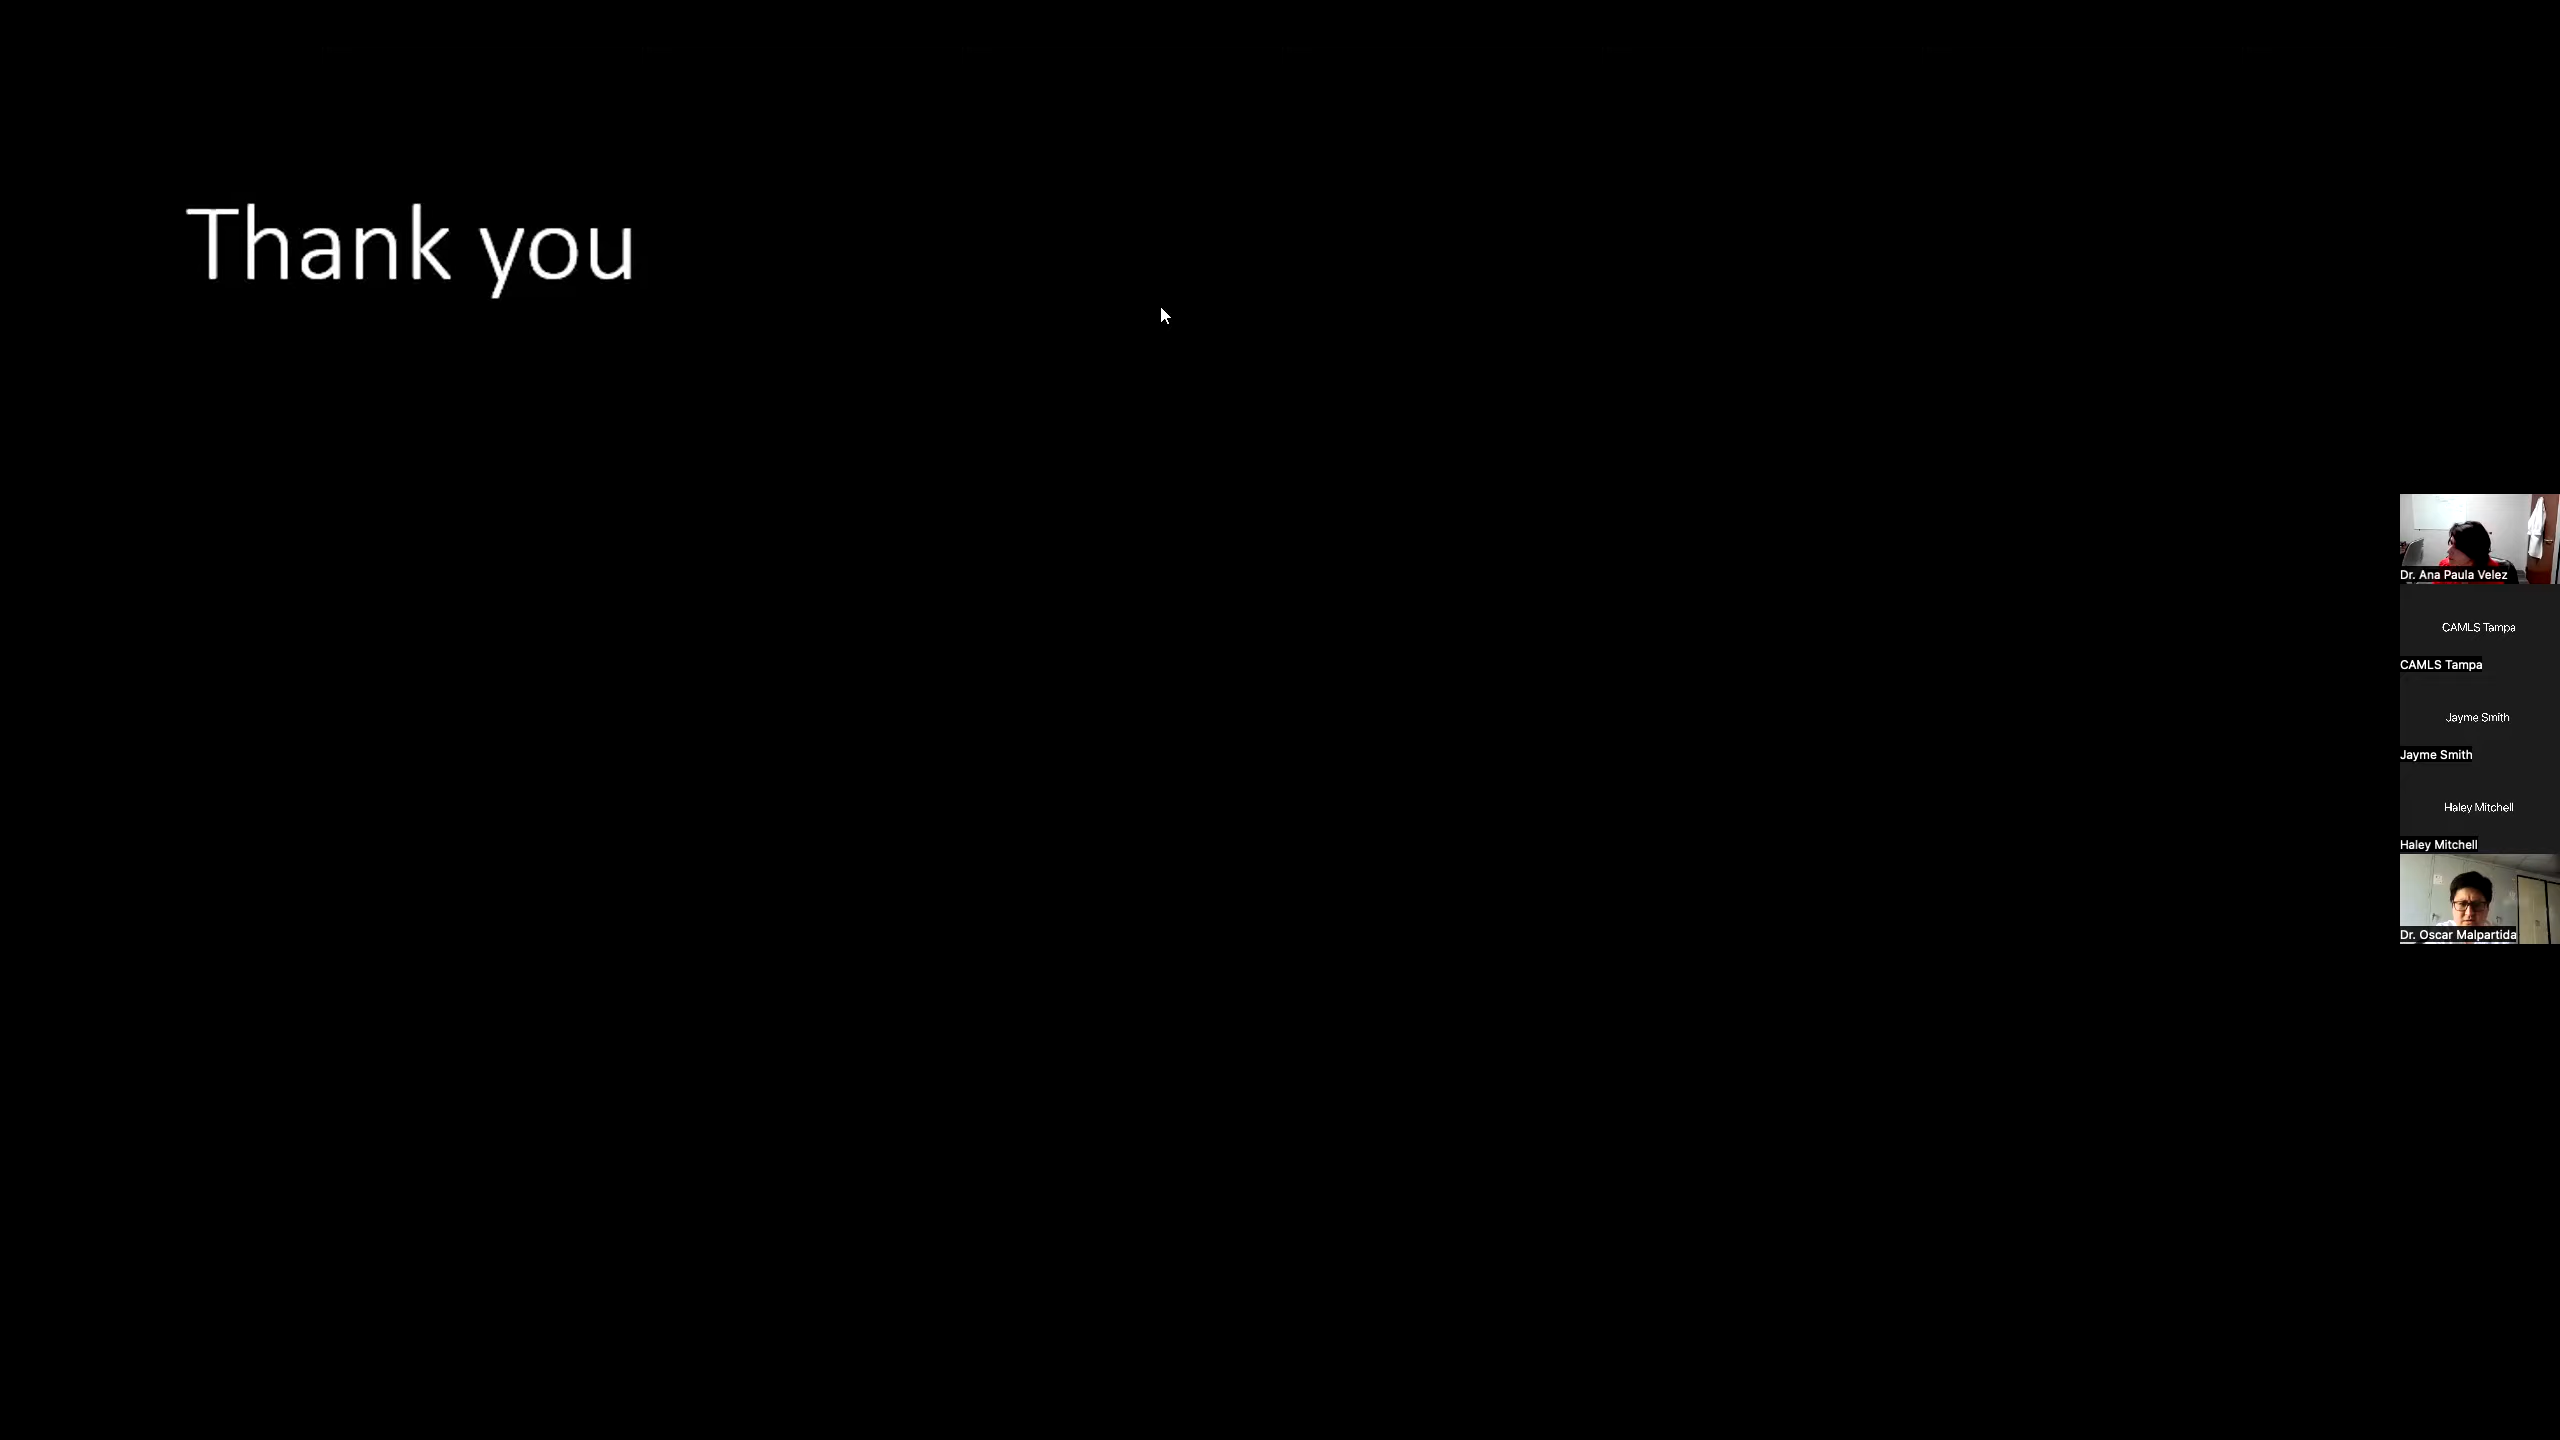 Thank you
Dr. Ana Paula Velez
CAMLS Tampa
CAMLS Tampa
Jayme Smith
Jayme Smith
Haley Mitchell
Haley Mitchell
Dr. Oscar Malpartida